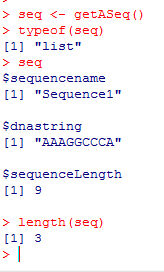 > seq <- getASeq()
> typeof(seq)
[1] "list"
> seq
$sequencename
[1] "Sequence1"
$dnastring
[1] "AAAGGCCCA"
$sequenceLength
[1] 9
> length(seq)
[1] 3
>